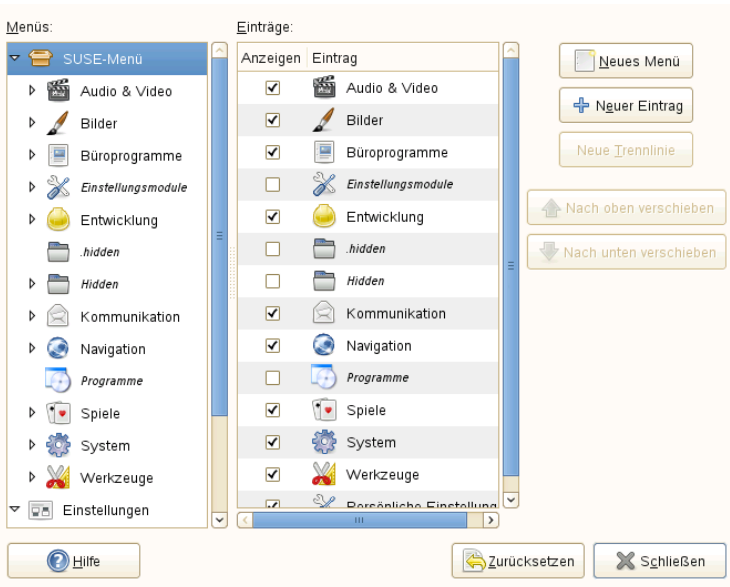 Menüs:
SUSE-Menü
Audio & Video
Bilder
Büroprogramme
Einstellungsmodule
Entwicklung
.hidden
Hidden
Kommunikation
Navigation
Programme
Spiele
System
Werkzeuge
Einstellungen
Einträge:
Anzeigen Eintrag
Audio & Video
Bilder
Büroprogramme
Einstellungsmodule
Entwicklung
.hidden
Hidden
Kommunikation
Navigation
Programme
Spiele
System
Werkzeuge
Persönliche Einstellung
Neues Menü
Neuer Eintrag
Neue Trennlinie
Nach oben verschieben
Nach unten verschieben
Hilfe
Zurücksetzen
Schließen